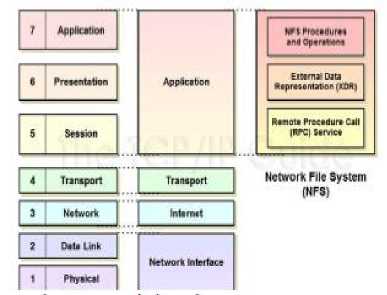 7 Application
6 Presentation
5 Session
4 Transport
3 Network
2 Data Link
1 Physical
Application
Transport
Internet
Network Interface
NFS Procedures
and Operations
External Data
Representation (XDR)
Remote Procedure Call
(RPC) Service
Network File System
(NFS)
The TCP/IP Guide